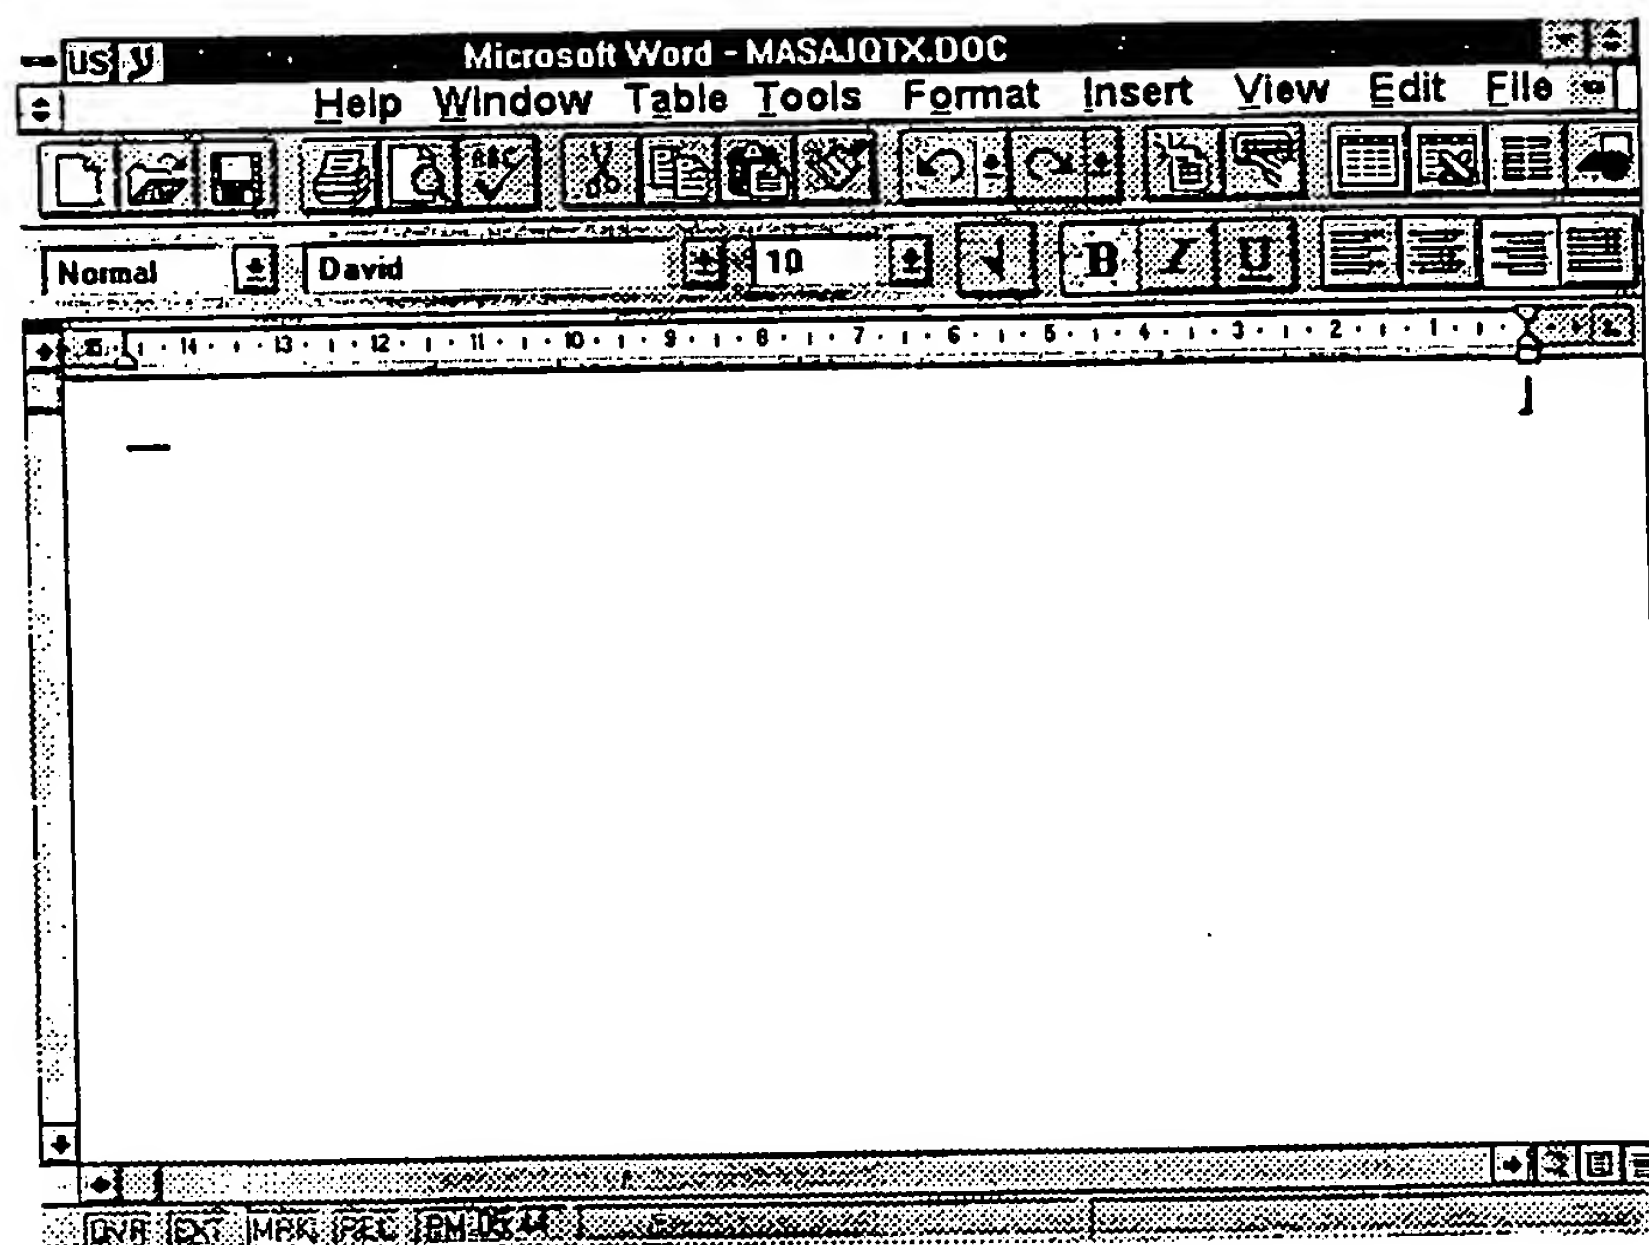 US
Microsoft Word - MASAJQTX.DOC
Help Window Table Tools Format Insert View Edit File
ABC
Normal David 10 B I U
15 14 13 12 11 10 9 8 7 6 5 4 3 2 1
OVR EXT MRK REC